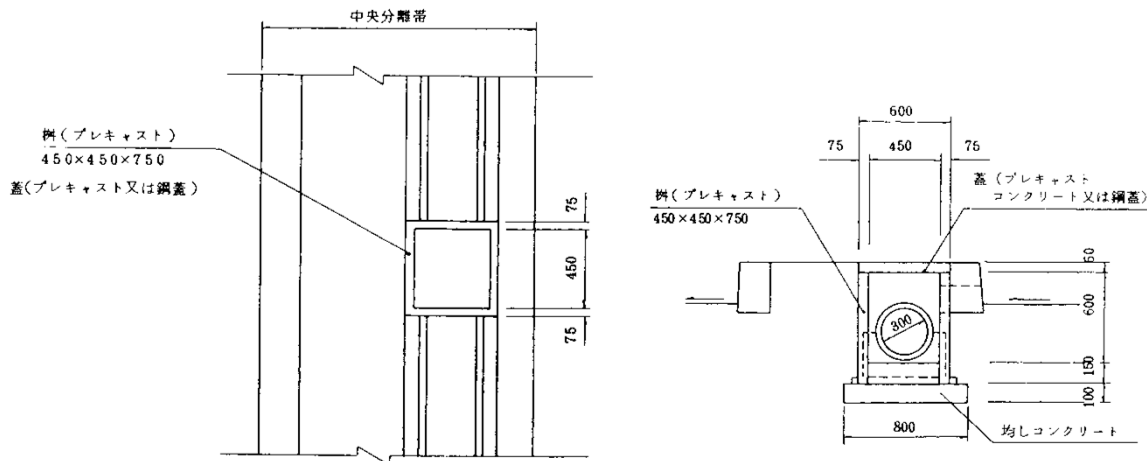 中央分離帯
桝(プレキャスト)
450×450×750
蓋(プレキャスト又は鋼蓋)
75
450
75
600
75
450
75
桝(プレキャスト)
450×450×750
蓋(プレキャスト
コンクリート又は鋼蓋)
60
600
150
100
300
800
均しコンクリート